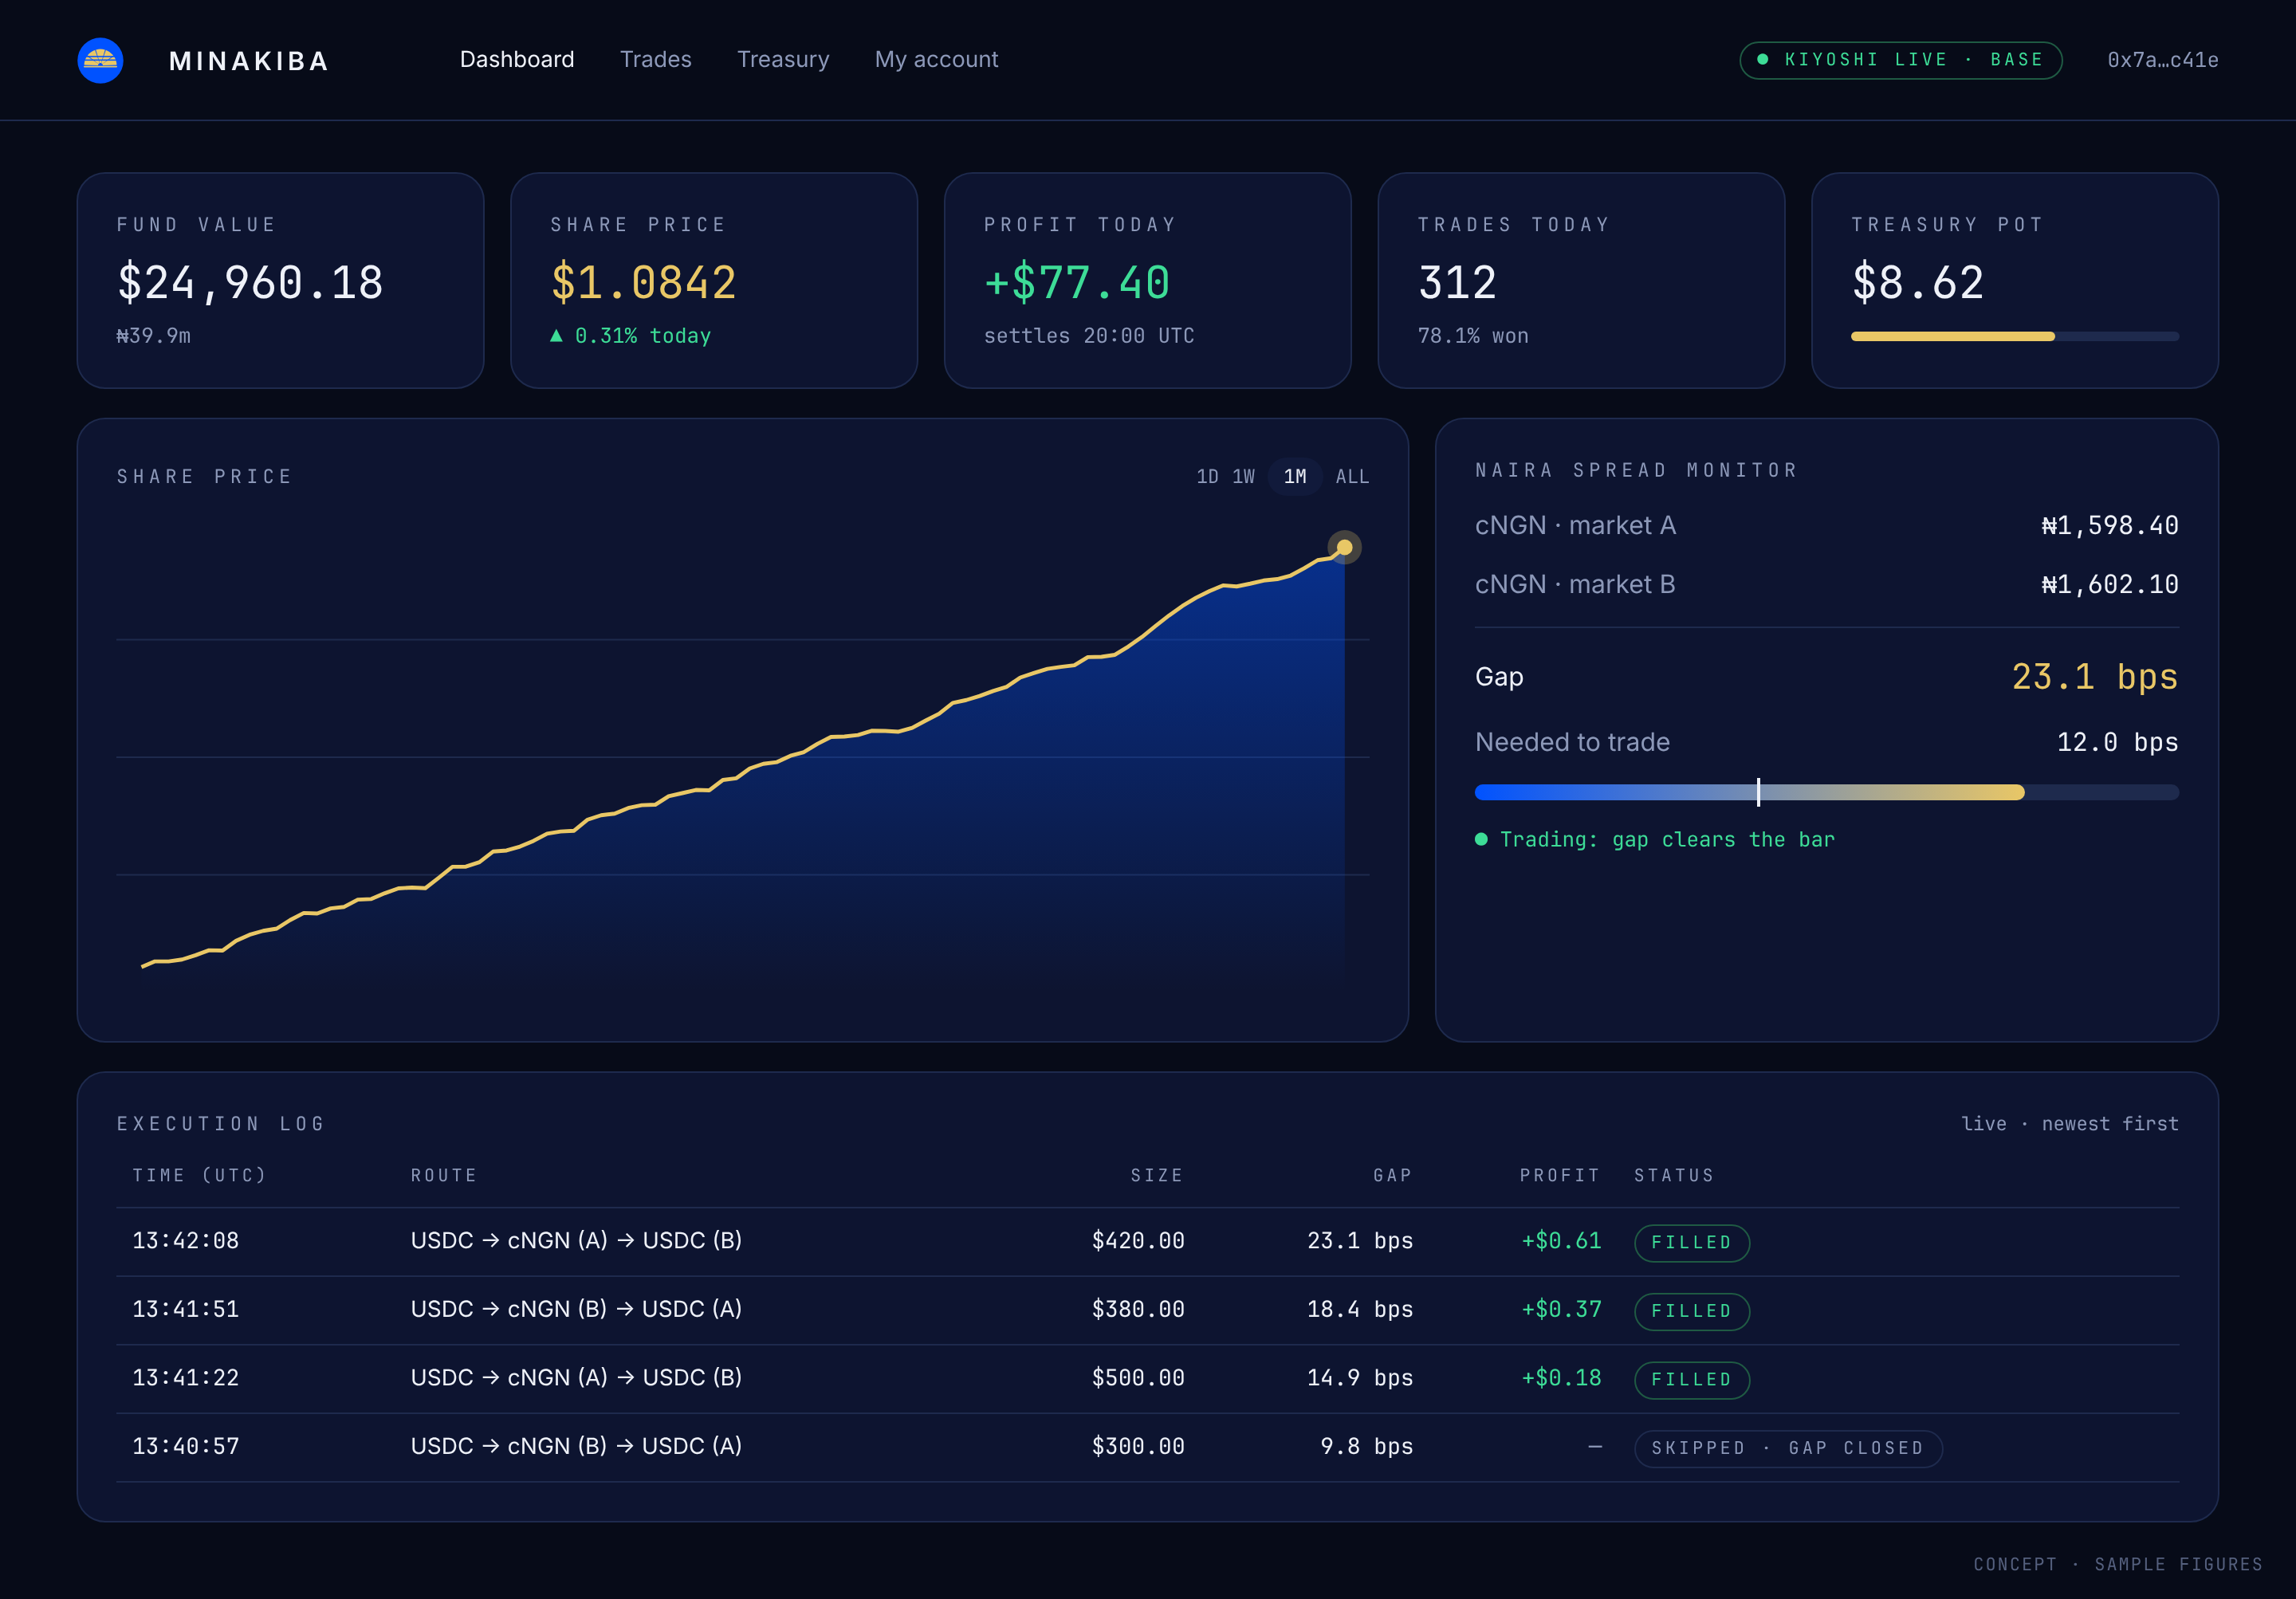 MINAKIBA
Dashboard Trades Treasury My account
KIYOSHI LIVE · BASE
0x7a…c41e
FUND VALUE
$24,960.18
₦39.9m
SHARE PRICE
$1.0842
▲ 0.31% today
PROFIT TODAY
+$77.40
settles 20:00 UTC
TRADES TODAY
312
78.1% won
TREASURY POT
$8.62
SHARE PRICE
1D 1W 1M ALL
NAIRA SPREAD MONITOR
cNGN · market A ₦1,598.40
cNGN · market B ₦1,602.10
Gap 23.1 bps
Needed to trade 12.0 bps
Trading: gap clears the bar
EXECUTION LOG
live · newest first
TIME (UTC) ROUTE SIZE GAP PROFIT STATUS
13:42:08 USDC → cNGN (A) → USDC (B) $420.00 23.1 bps +$0.61 FILLED
13:41:51 USDC → cNGN (B) → USDC (A) $380.00 18.4 bps +$0.37 FILLED
13:41:22 USDC → cNGN (A) → USDC (B) $500.00 14.9 bps +$0.18 FILLED
13:40:57 USDC → cNGN (B) → USDC (A) $300.00 9.8 bps — SKIPPED · GAP CLOSED
CONCEPT · SAMPLE FIGURES